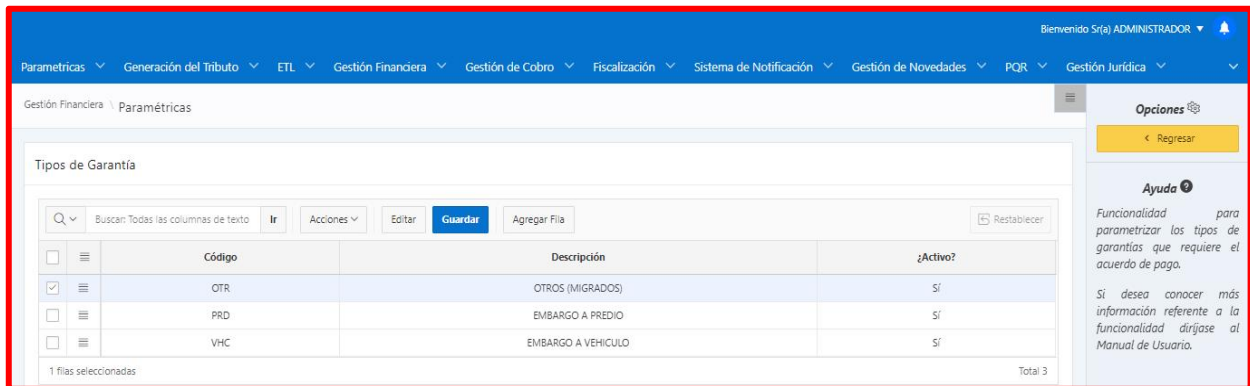 Bienvenido Sr(a) ADMINISTRADOR
Parametricas Generación del Tributo ETL Gestión Financiera Gestión de Cobro Fiscalización Sistema de Notificación Gestión de Novedades PQR Gestión Jurídica
Gestión Financiera \ Paramétricas
Opciones
< Regresar
Tipos de Garantía
Buscar: Todas las columnas de texto Ir Acciones Editar Guardar Agregar Fila Restablecer
Código Descripción ¿Activo?
OTR OTROS (MIGRADOS) Sí
PRD EMBARGO A PREDIO Sí
VHC EMBARGO A VEHICULO Sí
1 filas seleccionadas Total 3
Ayuda
Funcionalidad para
parametrizar los tipos de
garantías que requiere el
acuerdo de pago.
Si desea conocer más
información referente a la
funcionalidad diríjase al
Manual de Usuario.